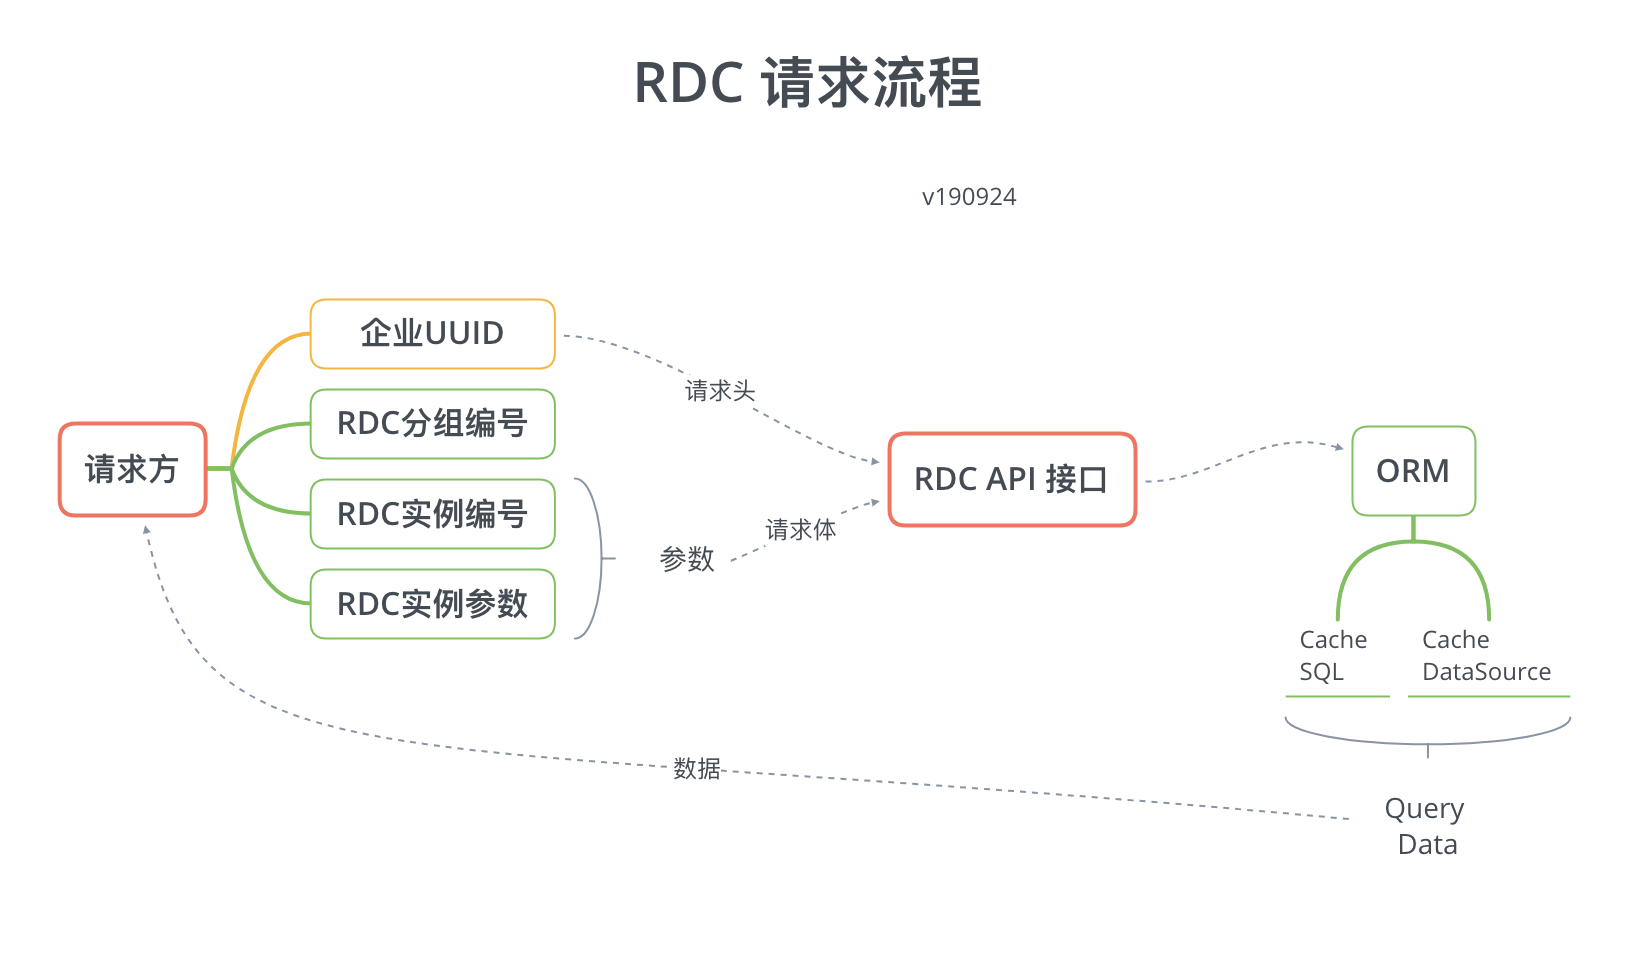 RDC 请求流程
v190924
企业UUID
请求头
RDC分组编号
请求方
RDC API 接口
ORM
RDC实例编号
请求体
参数
RDC实例参数
Cache
SQL
Cache
DataSource
数据
Query
Data